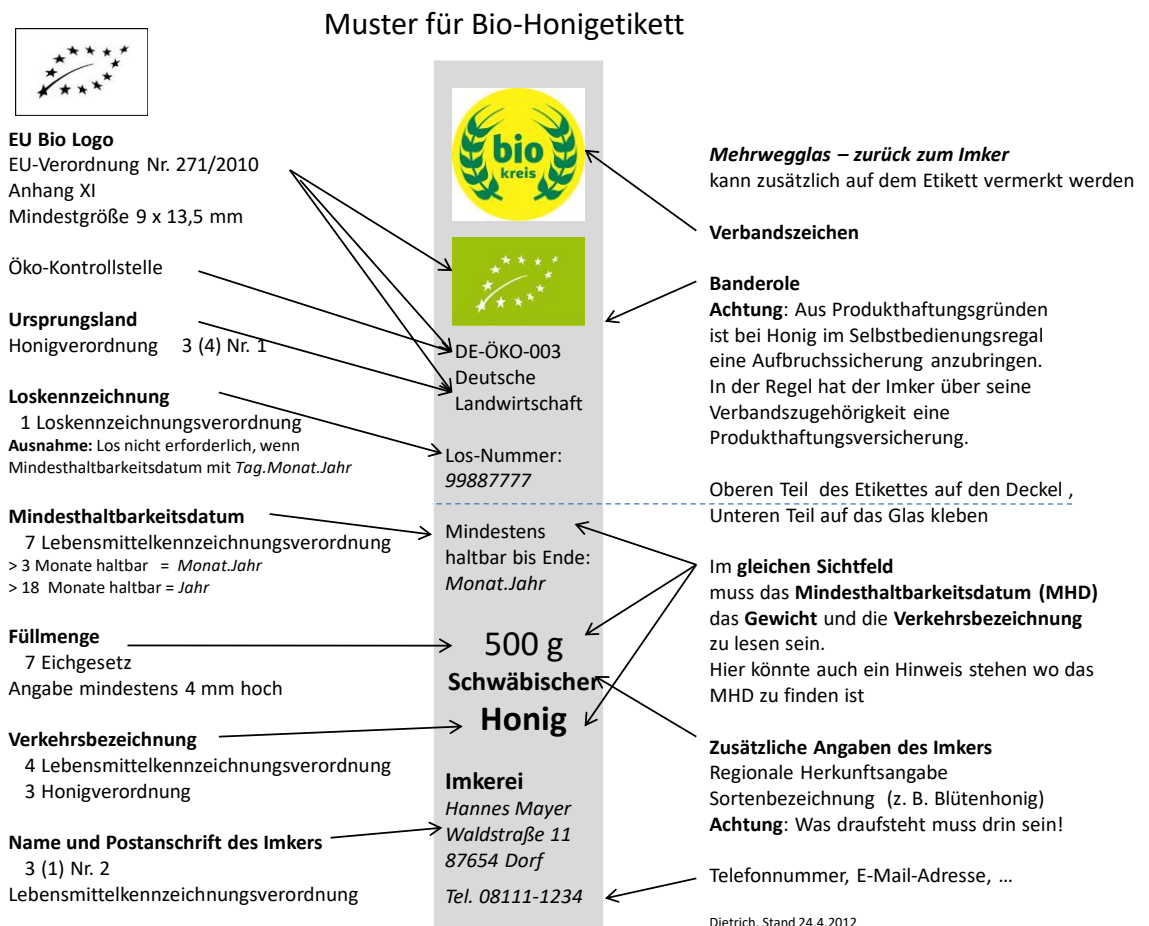 Muster für Bio-Honigetikett
EU Bio Logo
EU-Verordnung Nr. 271/2010
Anhang XI
Mindestgröße 9 x 13,5 mm
Öko-Kontrollstelle
Ursprungsland
Honigverordnung 3 (4) Nr. 1
Loskennzeichnung
1 Loskennzeichnungsverordnung
Ausnahme: Los nicht erforderlich, wenn
Mindesthaltbarkeitsdatum mit Tag.Monat.Jahr
Mindesthaltbarkeitsdatum
7 Lebensmittelkennzeichnungsverordnung
> 3 Monate haltbar = Monat.Jahr
> 18 Monate haltbar = Jahr
Füllmenge
7 Eichgesetz
Angabe mindestens 4 mm hoch
Verkehrsbezeichnung
4 Lebensmittelkennzeichnungsverordnung
3 Honigverordnung
Name und Postanschrift des Imkers
3 (1) Nr. 2
Lebensmittelkennzeichnungsverordnung
bio
kreis
DE-ÖKO-003
Deutsche
Landwirtschaft
Los-Nummer:
99887777
Mindestens
haltbar bis Ende:
Monat.Jahr
500 g
Schwäbischer
Honig
Imkerei
Hannes Mayer
Waldstraße 11
87654 Dorf
Tel. 08111-1234
Mehrwegglas – zurück zum Imker
kann zusätzlich auf dem Etikett vermerkt werden
Verbandszeichen
Banderole
Achtung: Aus Produkthaftungsgründen
ist bei Honig im Selbstbedienungsregal
eine Aufbruchssicherung anzubringen.
In der Regel hat der Imker über seine
Verbandszugehörigkeit eine
Produkthaftungsversicherung.
Oberen Teil des Etikettes auf den Deckel ,
Unteren Teil auf das Glas kleben
Im gleichen Sichtfeld
muss das Mindesthaltbarkeitsdatum (MHD)
das Gewicht und die Verkehrsbezeichnung
zu lesen sein.
Hier könnte auch ein Hinweis stehen wo das
MHD zu finden ist
Zusätzliche Angaben des Imkers
Regionale Herkunftsangabe
Sortenbezeichnung (z. B. Blütenhonig)
Achtung: Was draufsteht muss drin sein!
Telefonnummer, E-Mail-Adresse, ...
Dietrich, Stand 24.4.2012